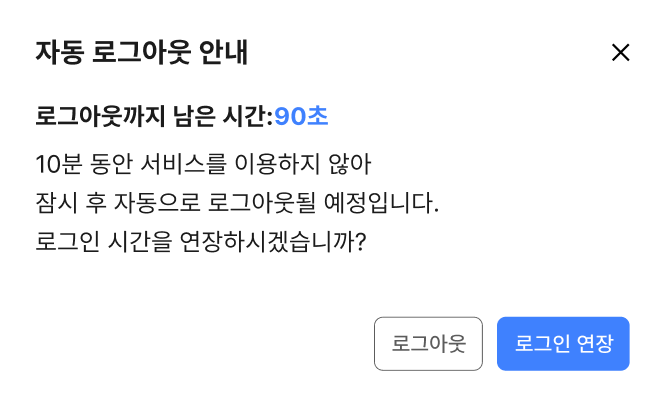 자동 로그아웃 안내
로그아웃까지 남은 시간:90초
10분 동안 서비스를 이용하지 않아
잠시 후 자동으로 로그아웃될 예정입니다.
로그인 시간을 연장하시겠습니까?
로그아웃
로그인 연장